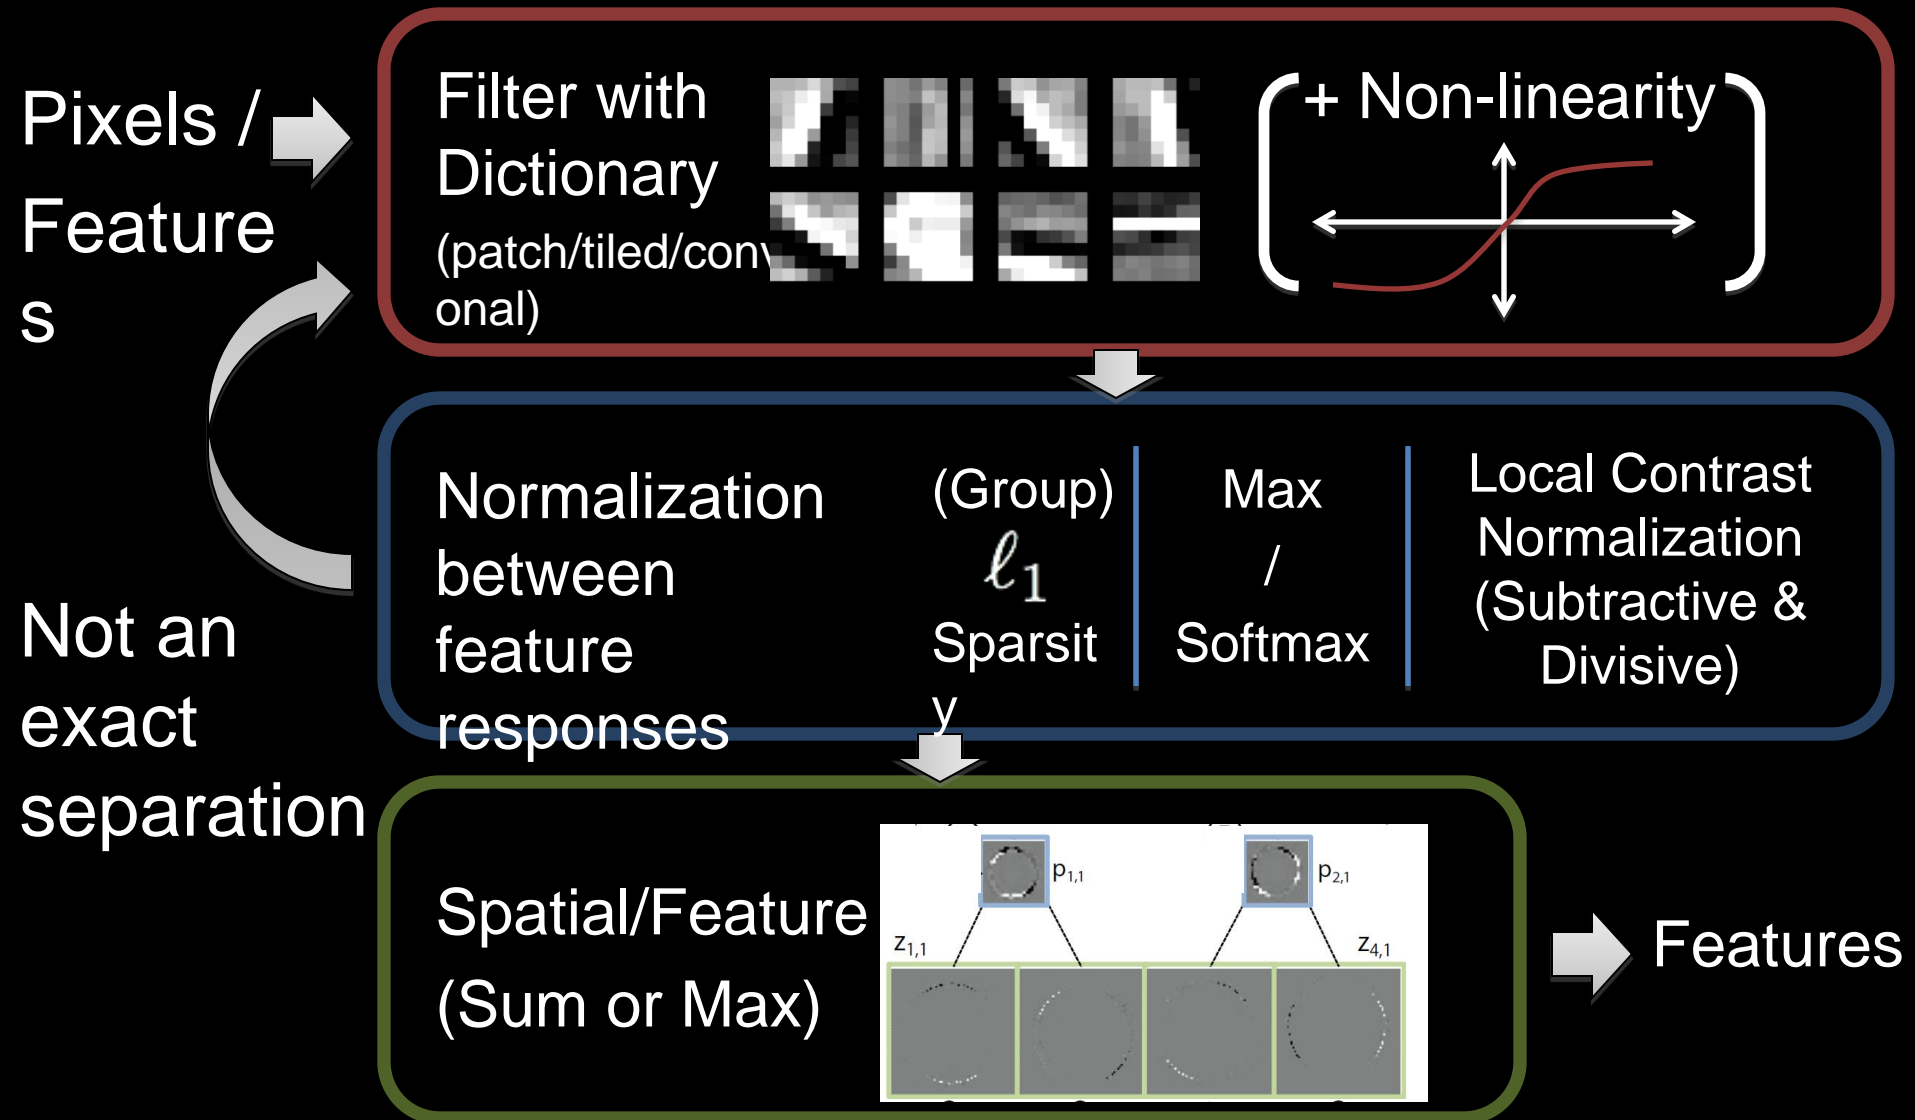 Pixels /
Feature
s
Filter with
Dictionary
(patch/tiled/conv
onal)
+ Non-linearity
Not an
exact
separation
Normalization
between
feature
responses
(Group)
ℓ1
Sparsit
y
Max
/
Softmax
Local Contrast
Normalization
(Subtractive &
Divisive)
Spatial/Feature
(Sum or Max)
p1,1
p2,1
z1,1
z4,1
Features